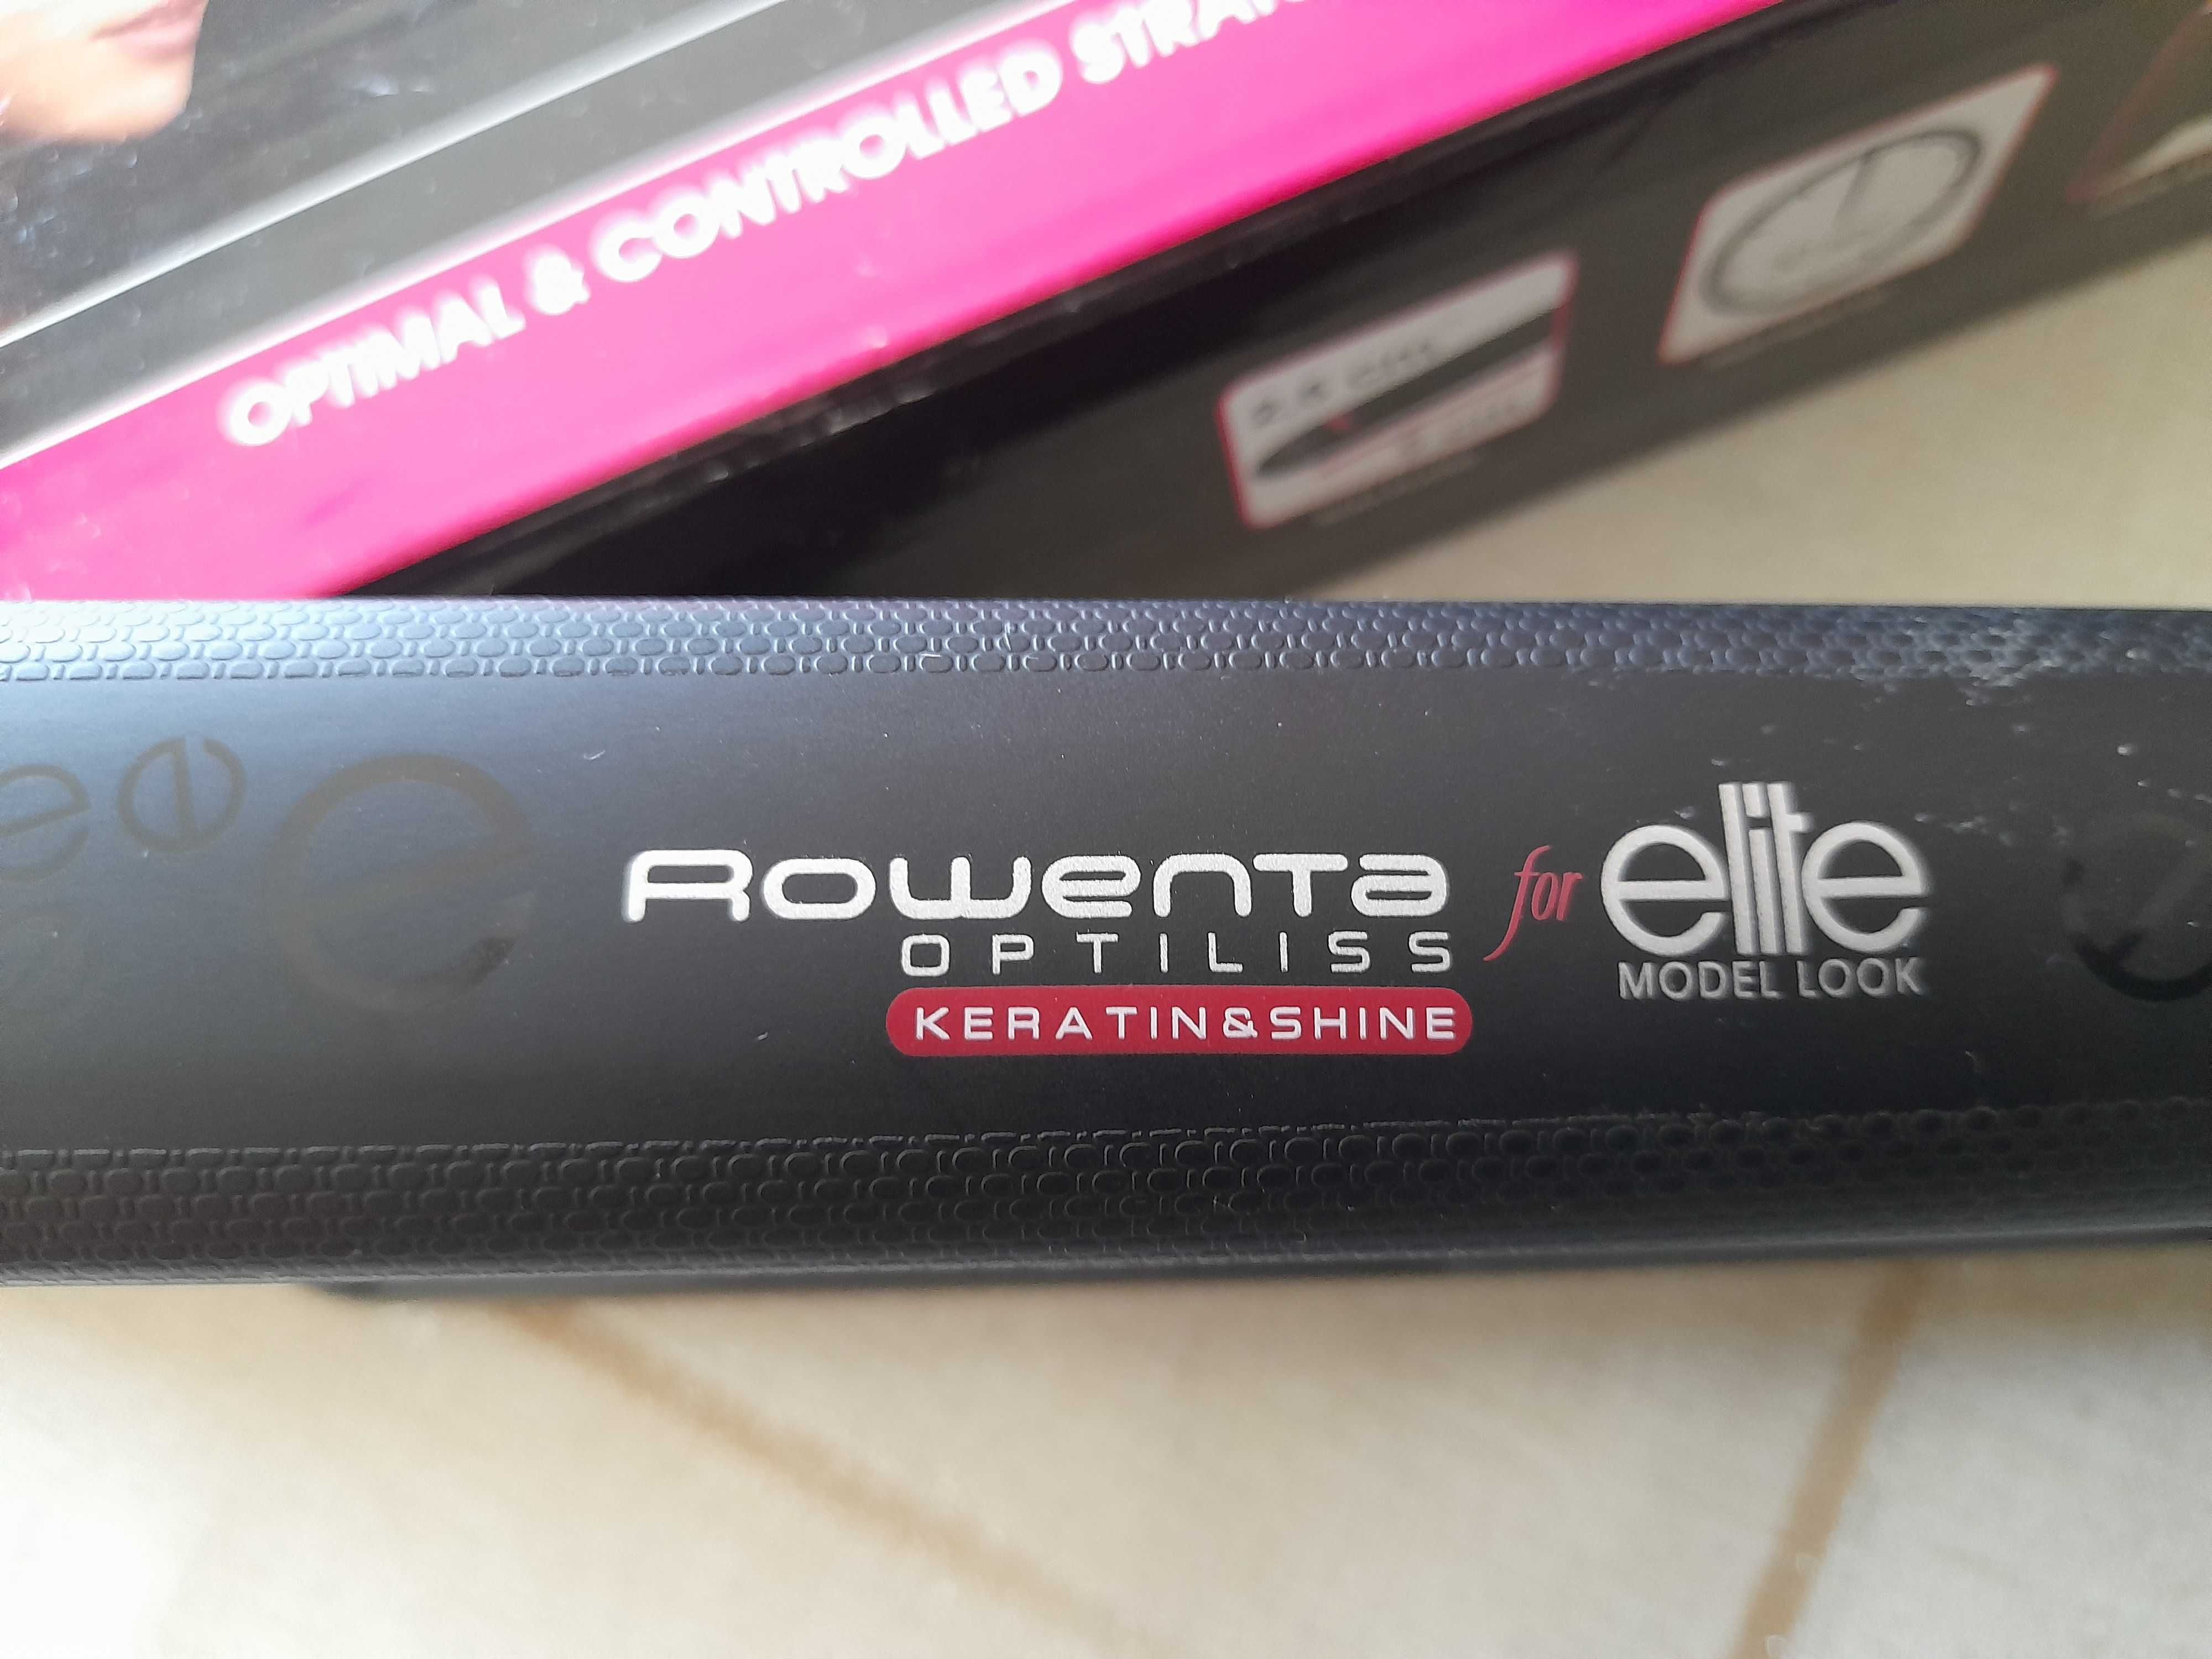 OPTIMAL & CONTROLLED
Rowenta for elite
OPTILISS MODEL LOOK
KERATIN&SHINE